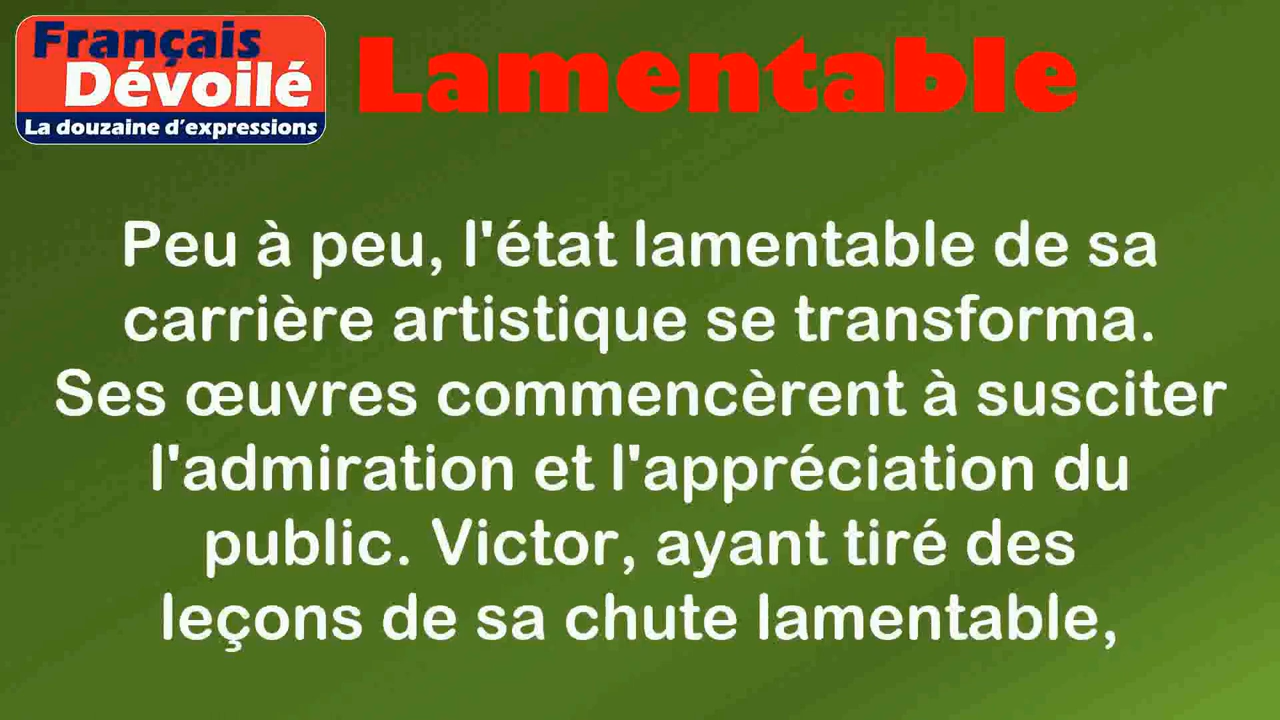 Français
Dévoilé
La douzaine d'expressions
Lamentable
Peu à peu, l'état lamentable de sa
carrière artistique se transforma.
Ses œuvres commencèrent à susciter
l'admiration et l'appréciation du
public. Victor, ayant tiré des
leçons de sa chute lamentable,